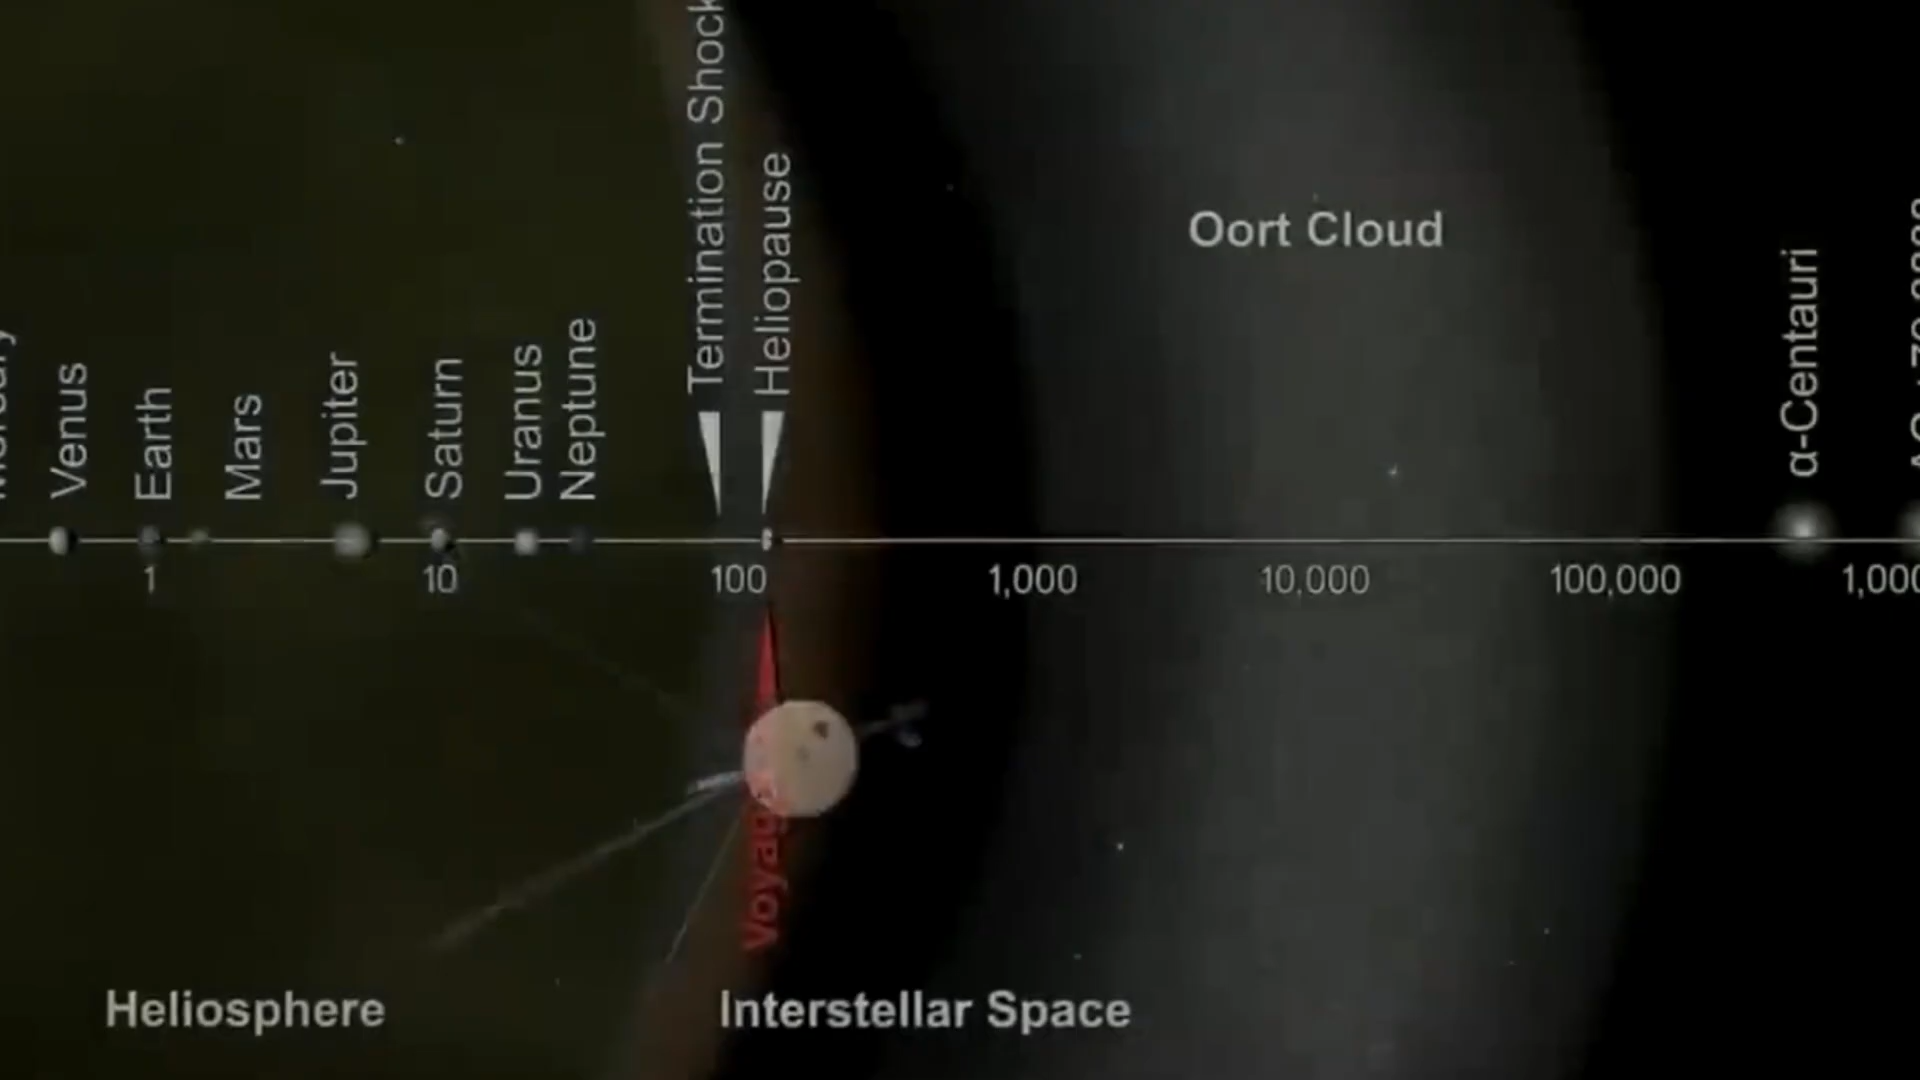 Termination Shock
Heliopause
Oort Cloud
α-Centauri
Venus
Earth
Mars
Jupiter
Saturn
Uranus
Neptune
1
10
100
1,000
10,000
100,000
Heliosphere
Interstellar Space